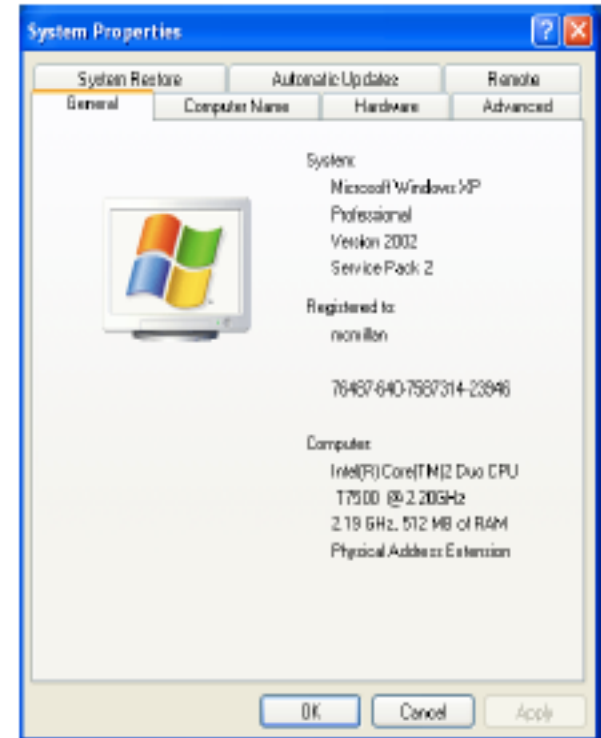 System Properties
System Restore Automatic Updates Remote
General Computer Name Hardware Advanced
System:
Microsoft Windows XP
Professional
Version 2002
Service Pack 2
Registered to:
mcmillan
76487-640-7587314-23946
Computer:
Intel(R) Core(TM)2 Duo CPU
T7500 @ 2.20GHz
2.19 GHz, 512 MB of RAM
Physical Address Extension
OK Cancel Apply